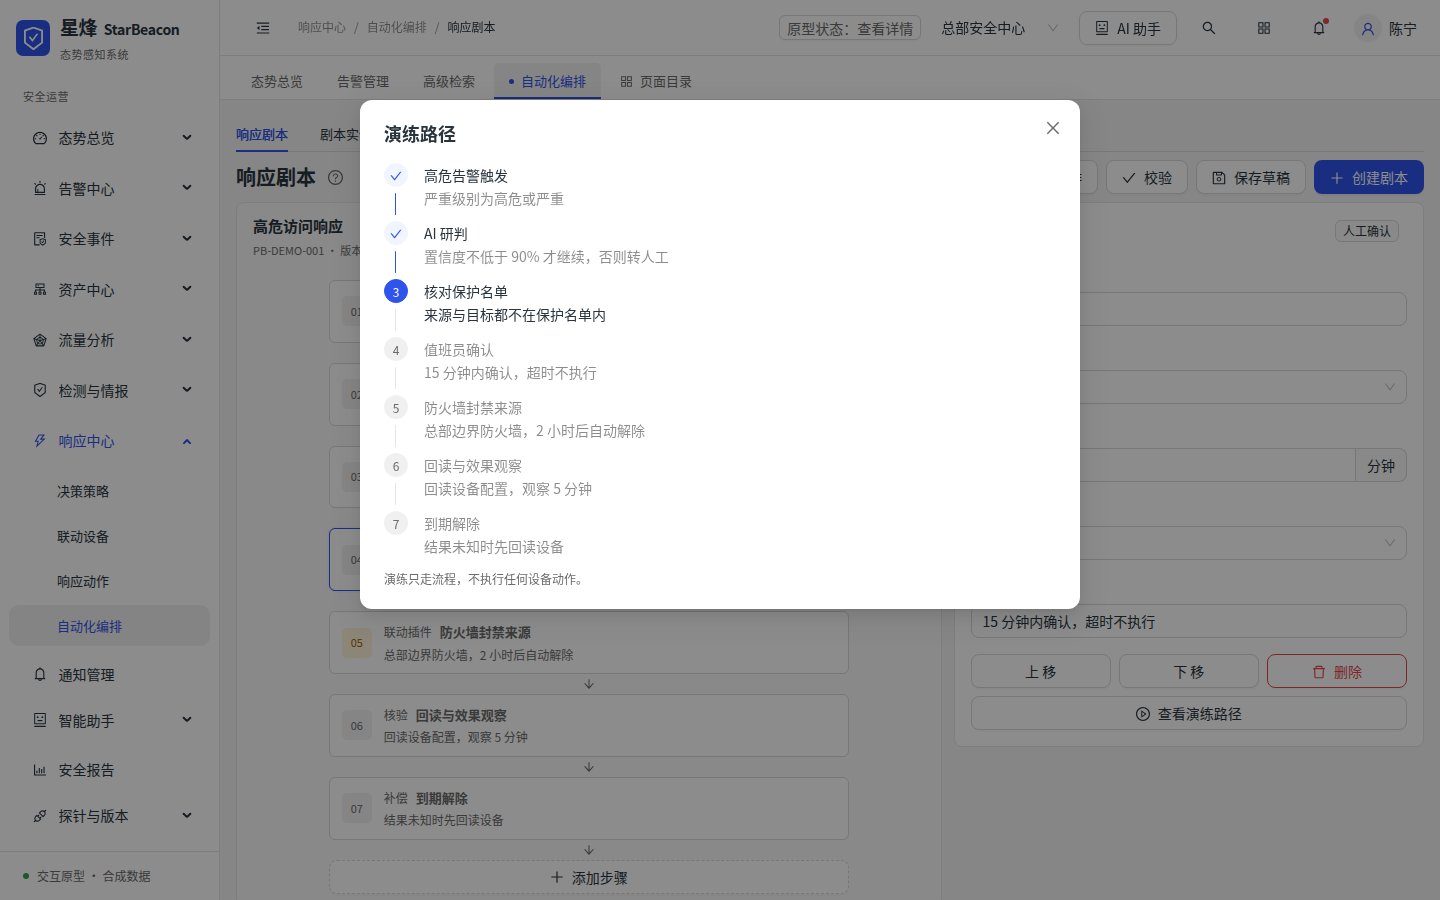 星烽 StarBeacon
态势感知系统
响应中心 / 自动化编排 / 响应剧本
原型状态：查看详情
总部安全中心
AI 助手
陈宁
安全运营
态势总览
告警管理
高级检索
自动化编排
页面目录
态势总览
告警中心
安全事件
资产中心
流量分析
检测与情报
响应中心
决策策略
联动设备
响应动作
自动化编排
通知管理
智能助手
安全报告
探针与版本
交互原型 · 合成数据
响应剧本
剧本实
响应剧本
校验
保存草稿
创建剧本
高危访问响应
PB-DEMO-001 · 版本
人工确认
演练路径
高危告警触发
严重级别为高危或严重
AI 研判
置信度不低于 90% 才继续，否则转人工
3 核对保护名单
来源与目标都不在保护名单内
4 值班员确认
15 分钟内确认，超时不执行
5 防火墙封禁来源
总部边界防火墙，2 小时后自动解除
6 回读与效果观察
回读设备配置，观察 5 分钟
7 到期解除
结果未知时先回读设备
演练只走流程，不执行任何设备动作。
01
02
03
04
05 联动插件 防火墙封禁来源
总部边界防火墙，2 小时后自动解除
06 核验 回读与效果观察
回读设备配置，观察 5 分钟
07 补偿 到期解除
结果未知时先回读设备
添加步骤
分钟
15 分钟内确认，超时不执行
上移
下移
删除
查看演练路径